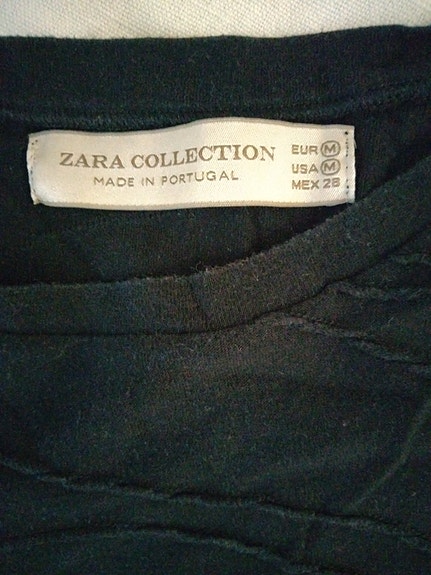 ZARA COLLECTION
MADE IN PORTUGAL
EUR M
USA M
MEX 28